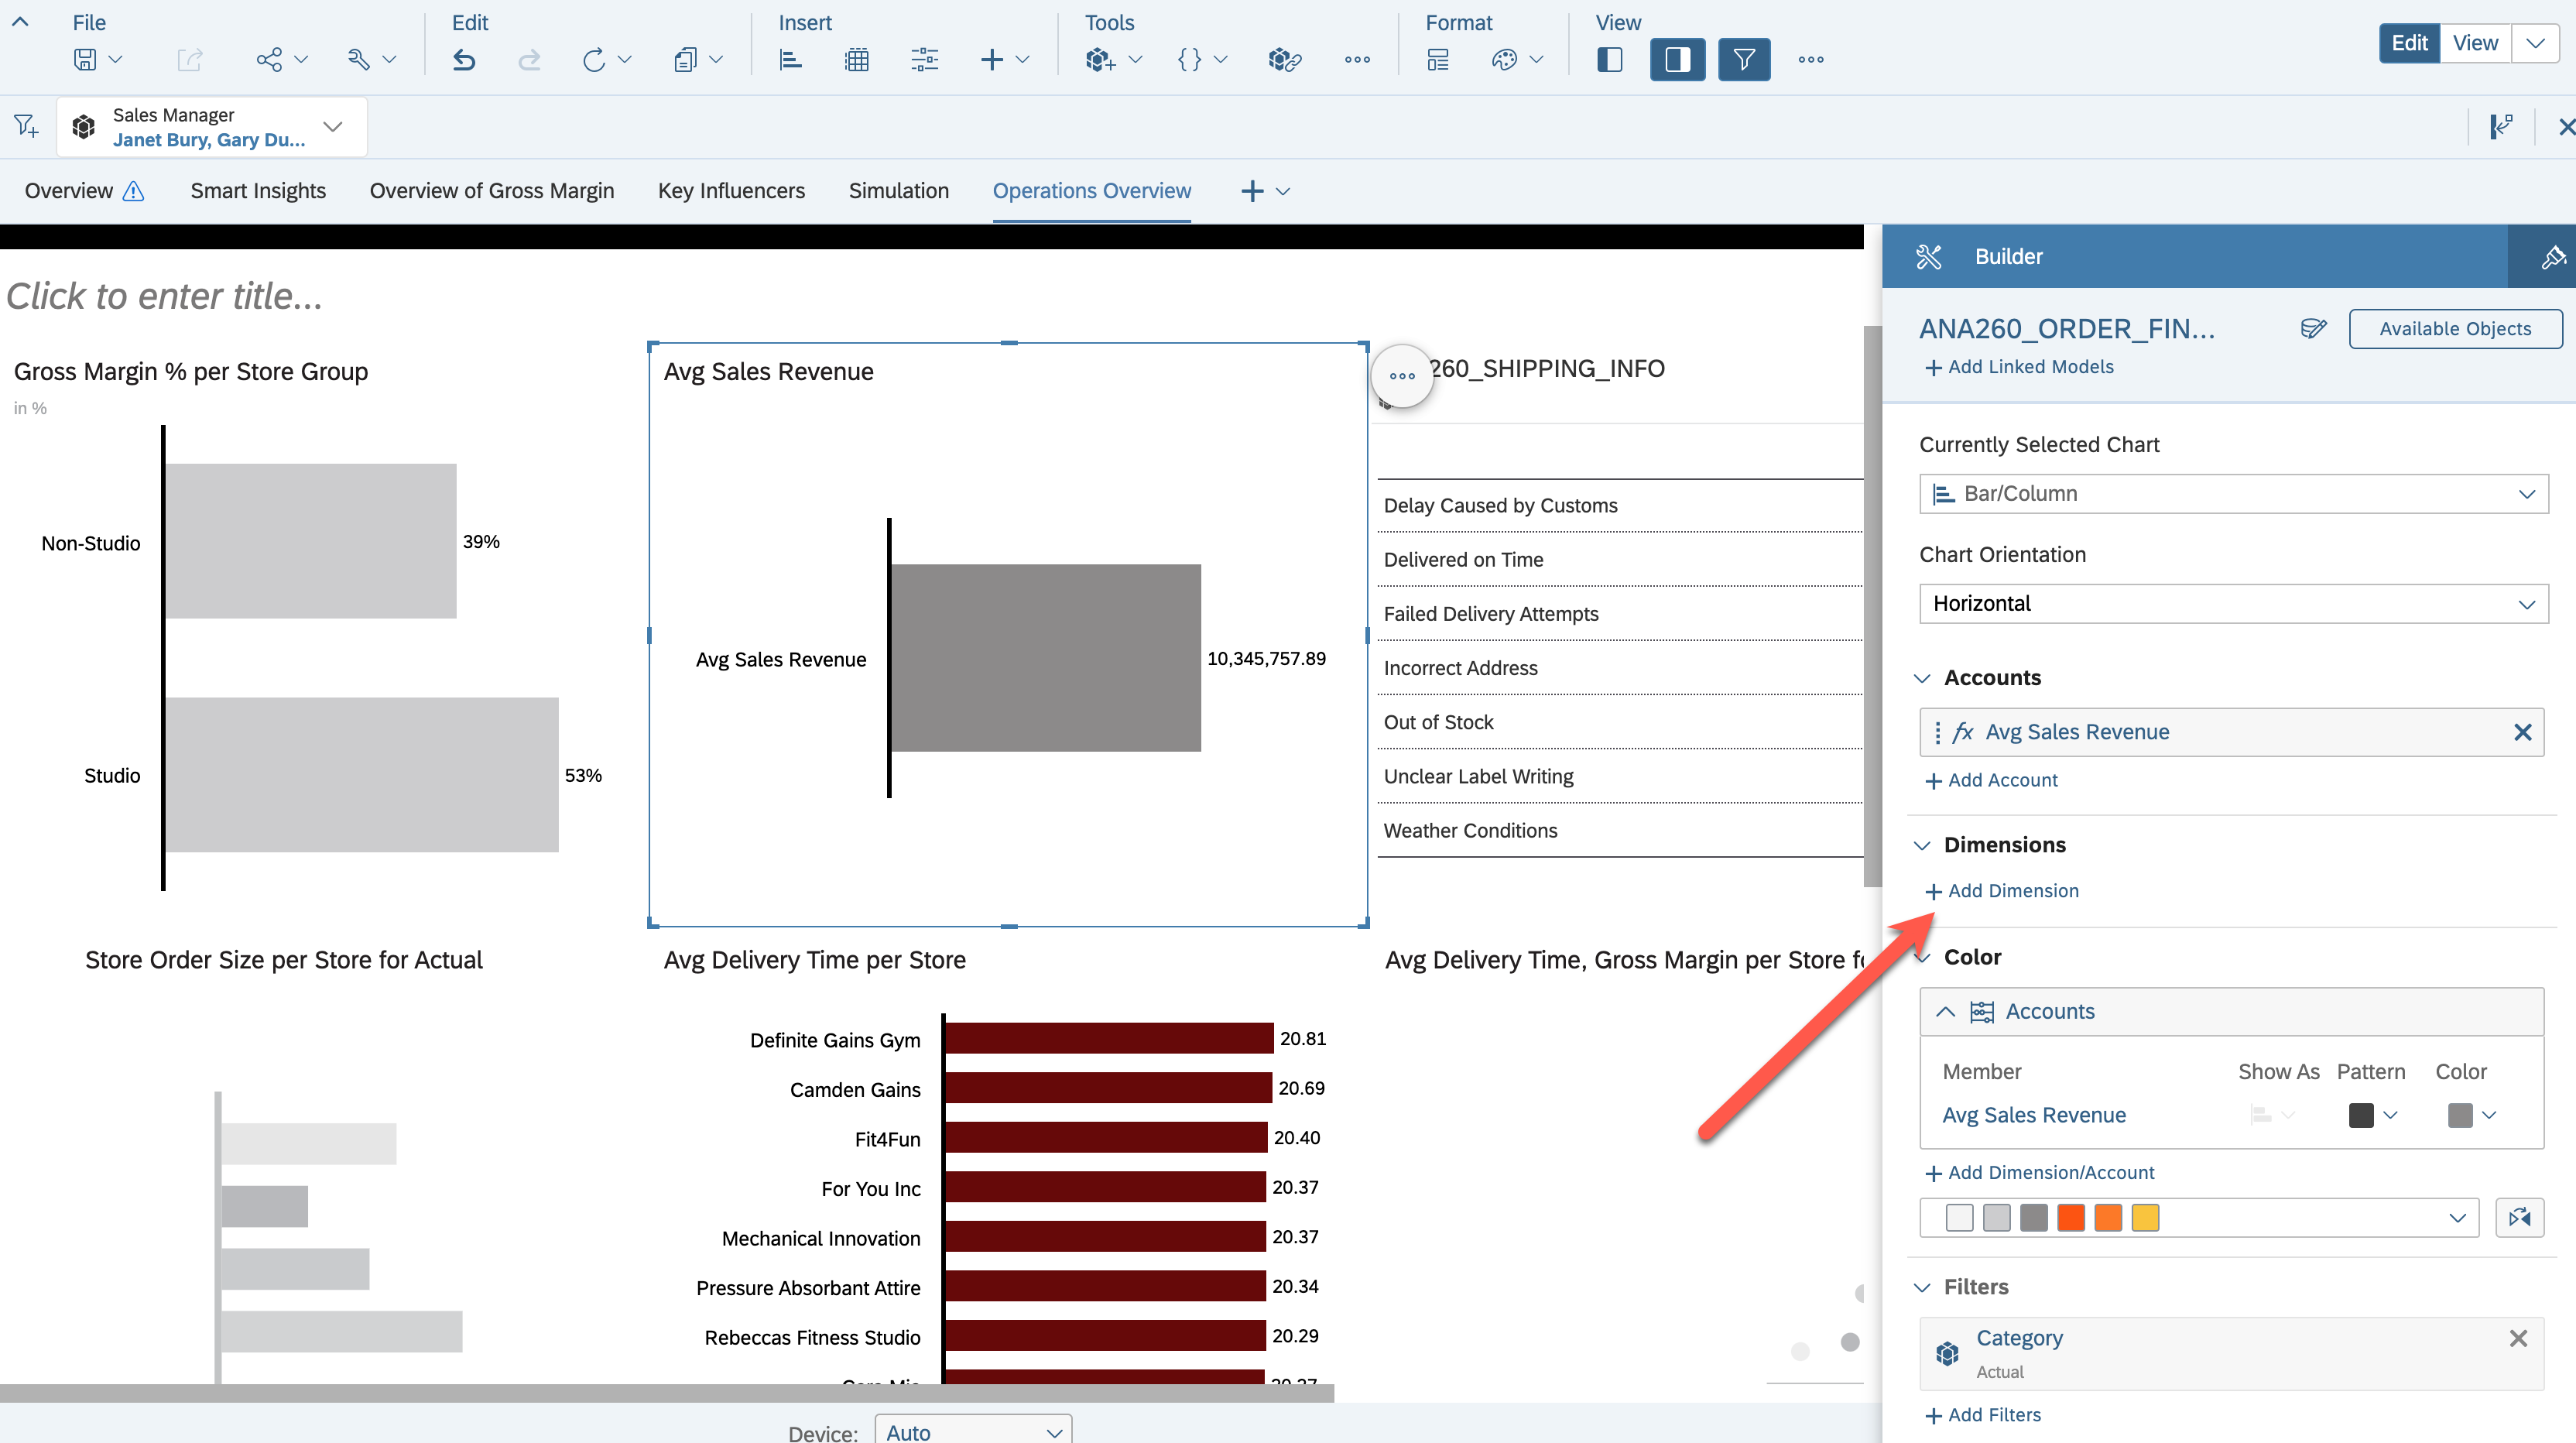 File
Edit
Insert
Tools
Format
View
Edit
View
Sales Manager
Janet Bury, Gary Du...
Overview
Smart Insights
Overview of Gross Margin
Key Influencers
Simulation
Operations Overview
Click to enter title...
Gross Margin % per Store Group
in %
Non-Studio
39%
Studio
53%
Avg Sales Revenue
Avg Sales Revenue
10,345,757.89
260_SHIPPING_INFO
Delay Caused by Customs
Delivered on Time
Failed Delivery Attempts
Incorrect Address
Out of Stock
Unclear Label Writing
Weather Conditions
Store Order Size per Store for Actual
Avg Delivery Time per Store
Definite Gains Gym
20.81
Camden Gains
20.69
Fit4Fun
20.40
For You Inc
20.37
Mechanical Innovation
20.37
Pressure Absorbant Attire
20.34
Rebeccas Fitness Studio
20.29
Avg Delivery Time, Gross Margin per Store
Device:
Auto
Builder
ANA260_ORDER_FIN...
Available Objects
Add Linked Models
Currently Selected Chart
Bar/Column
Chart Orientation
Horizontal
Accounts
fx Avg Sales Revenue
+ Add Account
Dimensions
+ Add Dimension
Color
Accounts
Member
Show As
Pattern
Color
Avg Sales Revenue
+ Add Dimension/Account
Filters
Category
Actual
+ Add Filters